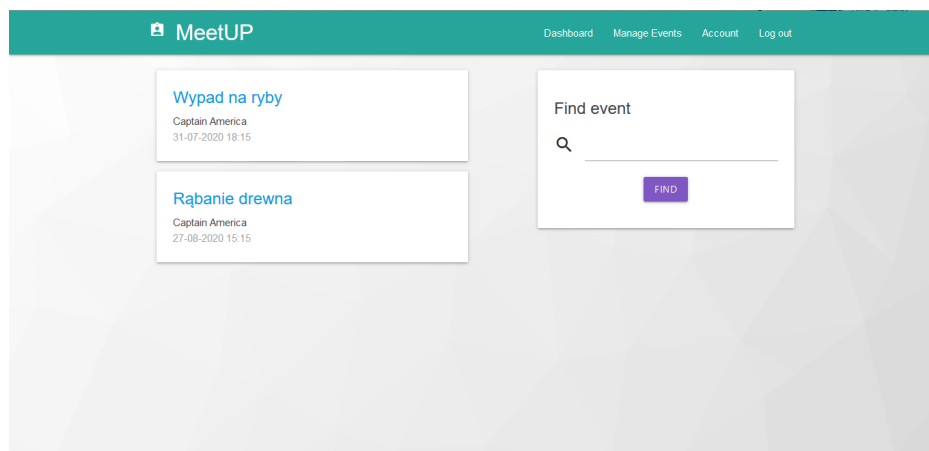 MeetUP
Dashboard Manage Events Account Log out
Wypad na ryby
Captain America
31-07-2020 18:15
Rąbanie drewna
Captain America
27-08-2020 15:15
Find event
FIND